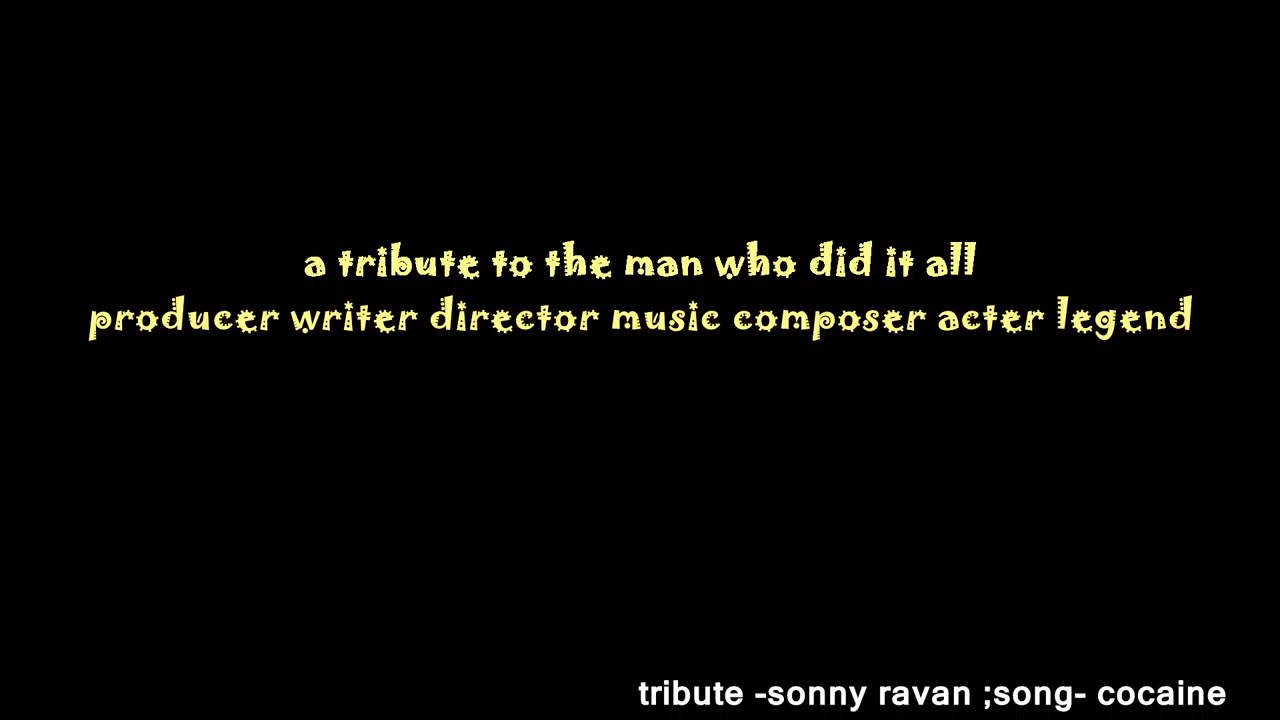 a tribute to the man who did it all
producer writer director music composer acter legend
tribute -sonny ravan ;song- cocaine